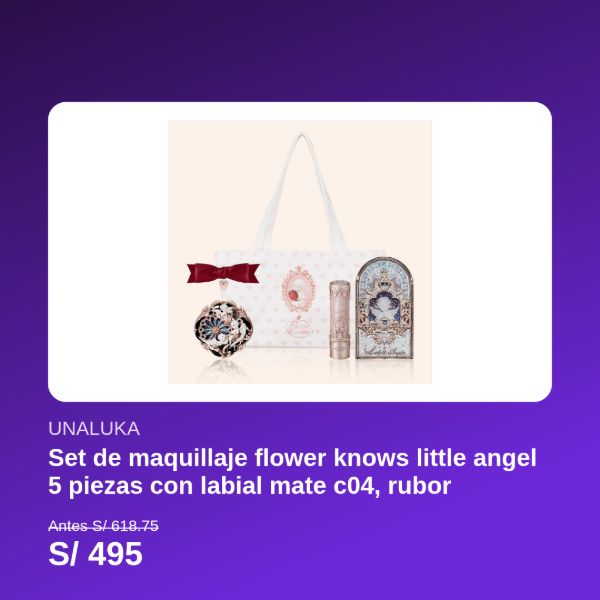 UNALUKA
Set de maquillaje flower knows little angel
5 piezas con labial mate c04, rubor
Antes S/ 618.75
S/ 495